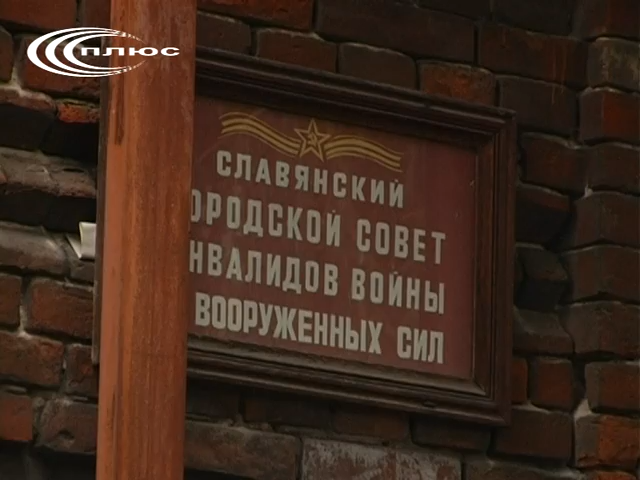 ПЛЮС
СЛАВЯНСКИЙ
ОРОДСКОЙ СОВЕТ
НВАЛИДОВ ВОЙНЫ
ВООРУЖЕННЫХ СИЛ